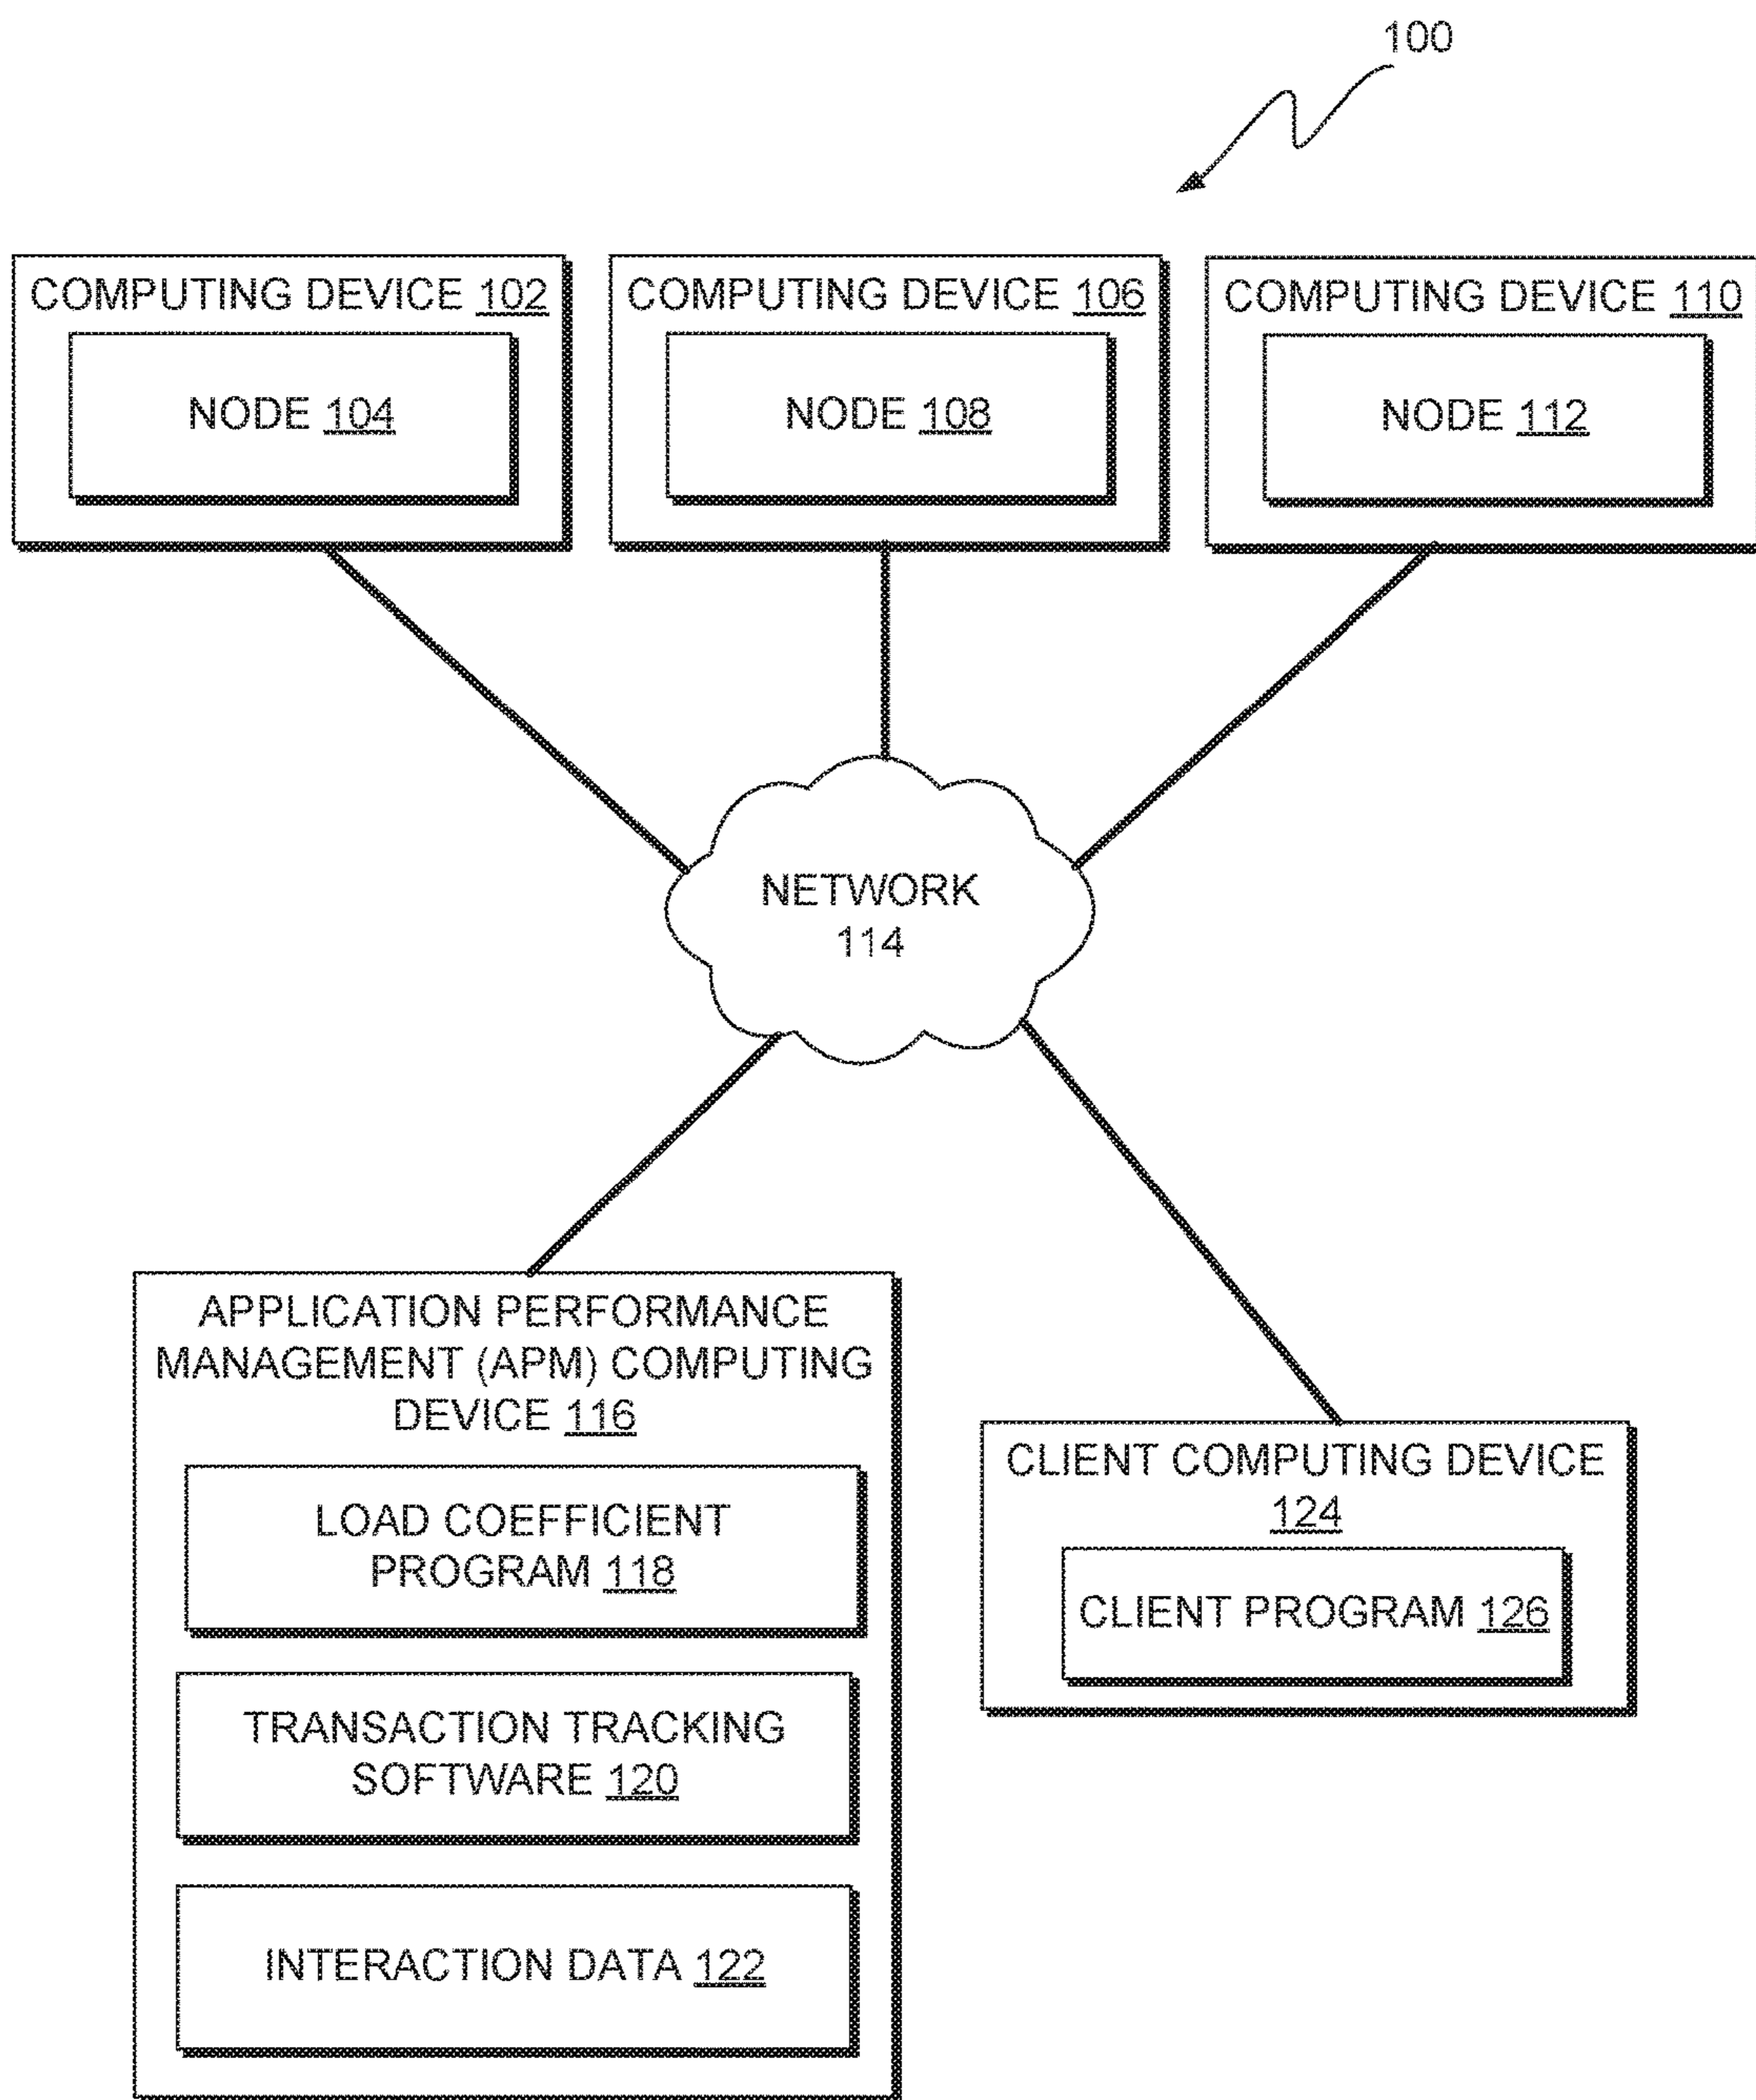 100
COMPUTING DEVICE 102
NODE 104
COMPUTING DEVICE 106
NODE 108
COMPUTING DEVICE 110
NODE 112
NETWORK
114
APPLICATION PERFORMANCE
MANAGEMENT (APM) COMPUTING
DEVICE 116
LOAD COEFFICIENT
PROGRAM 118
TRANSACTION TRACKING
SOFTWARE 120
INTERACTION DATA 122
CLIENT COMPUTING DEVICE
124
CLIENT PROGRAM 126